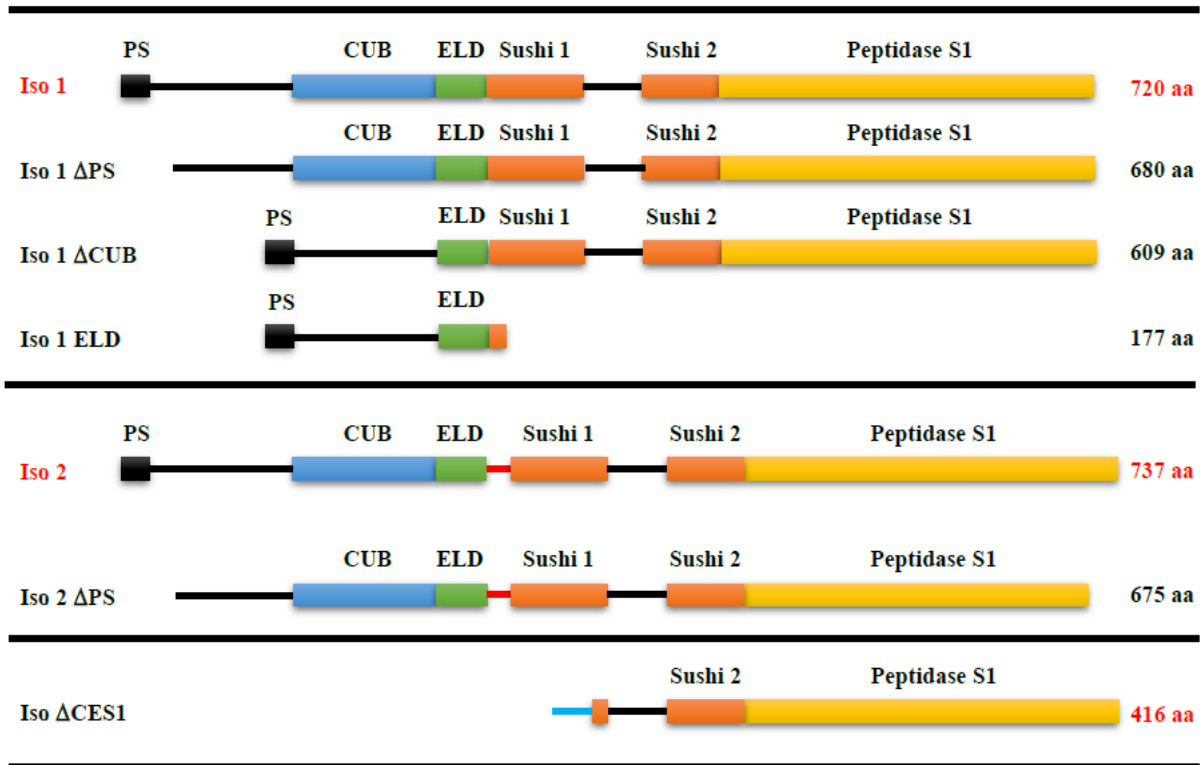 PS CUB ELD Sushi 1 Sushi 2 Peptidase S1
Iso 1 720 aa
CUB ELD Sushi 1 Sushi 2 Peptidase S1
Iso 1 ΔPS 680 aa
PS ELD Sushi 1 Sushi 2 Peptidase S1
Iso 1 ΔCUB 609 aa
PS ELD
Iso 1 ELD 177 aa
PS CUB ELD Sushi 1 Sushi 2 Peptidase S1
Iso 2 737 aa
CUB ELD Sushi 1 Sushi 2 Peptidase S1
Iso 2 ΔPS 675 aa
Sushi 2 Peptidase S1
Iso ΔCES1 416 aa